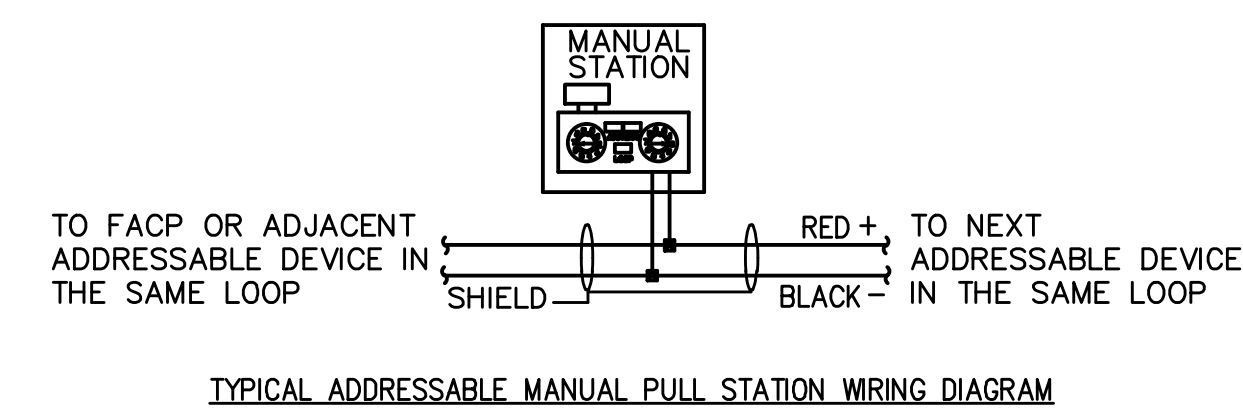 MANUAL
STATION
LOOP
TO FACP OR ADJACENT
ADDRESSABLE DEVICE IN
THE SAME LOOP
SHIELD
RED +
BLACK -
TO NEXT
ADDRESSABLE DEVICE
IN THE SAME LOOP
TYPICAL ADDRESSABLE MANUAL PULL STATION WIRING DIAGRAM